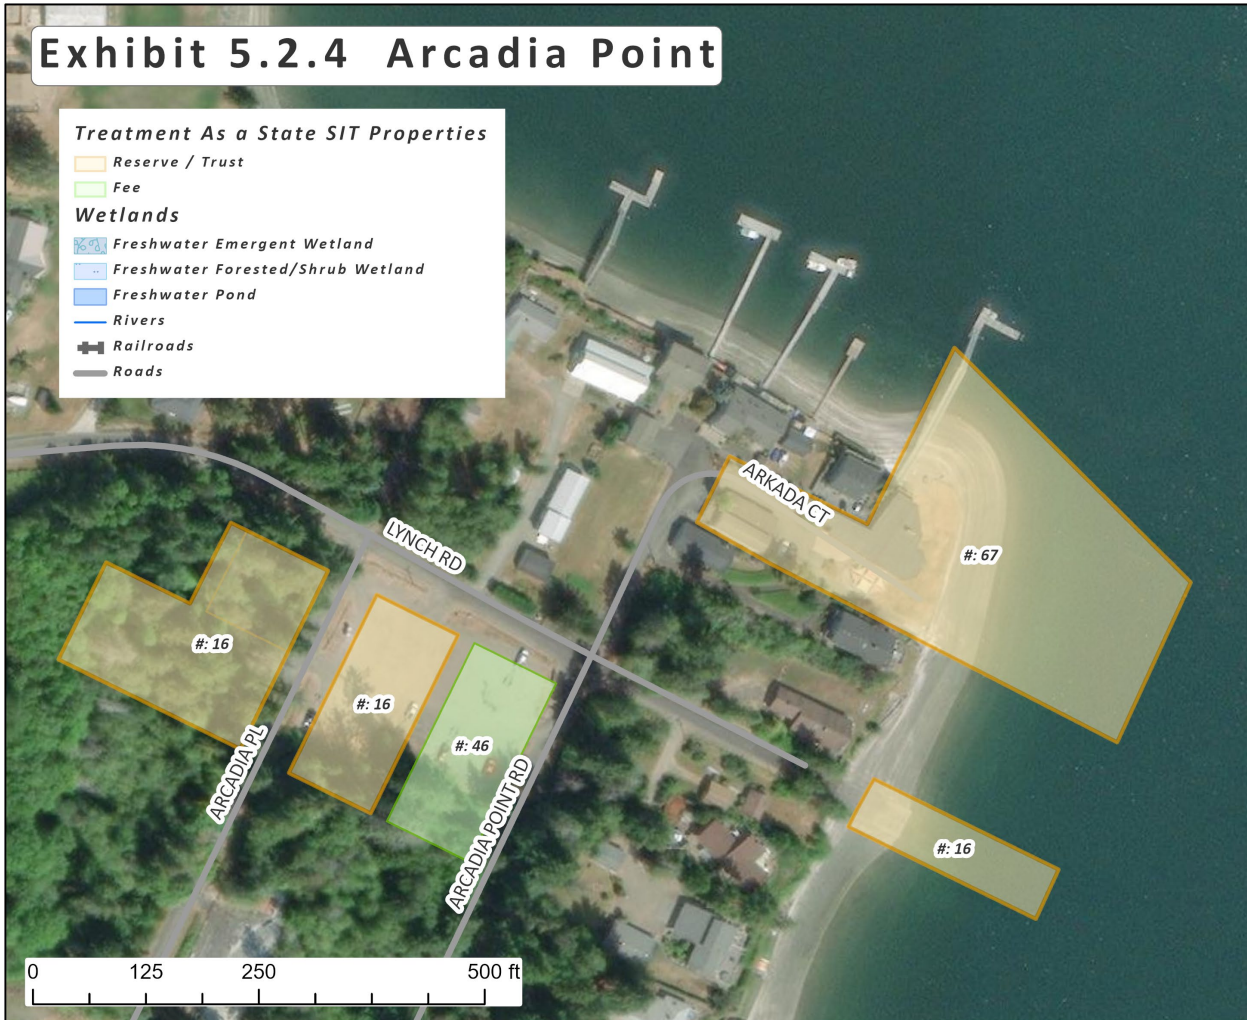 Exhibit 5.2.4 Arcadia Point
Treatment As a State SIT Properties
Reserve / Trust
Fee
Wetlands
Freshwater Emergent Wetland
Freshwater Forested/Shrub Wetland
Freshwater Pond
Rivers
Railroads
Roads
ARKADA CT
LYNCH RD
#: 67
#: 16
#: 16
#: 46
ARCADIA PL
ARCADIA POINT RD
#: 16
0 125 250 500 ft